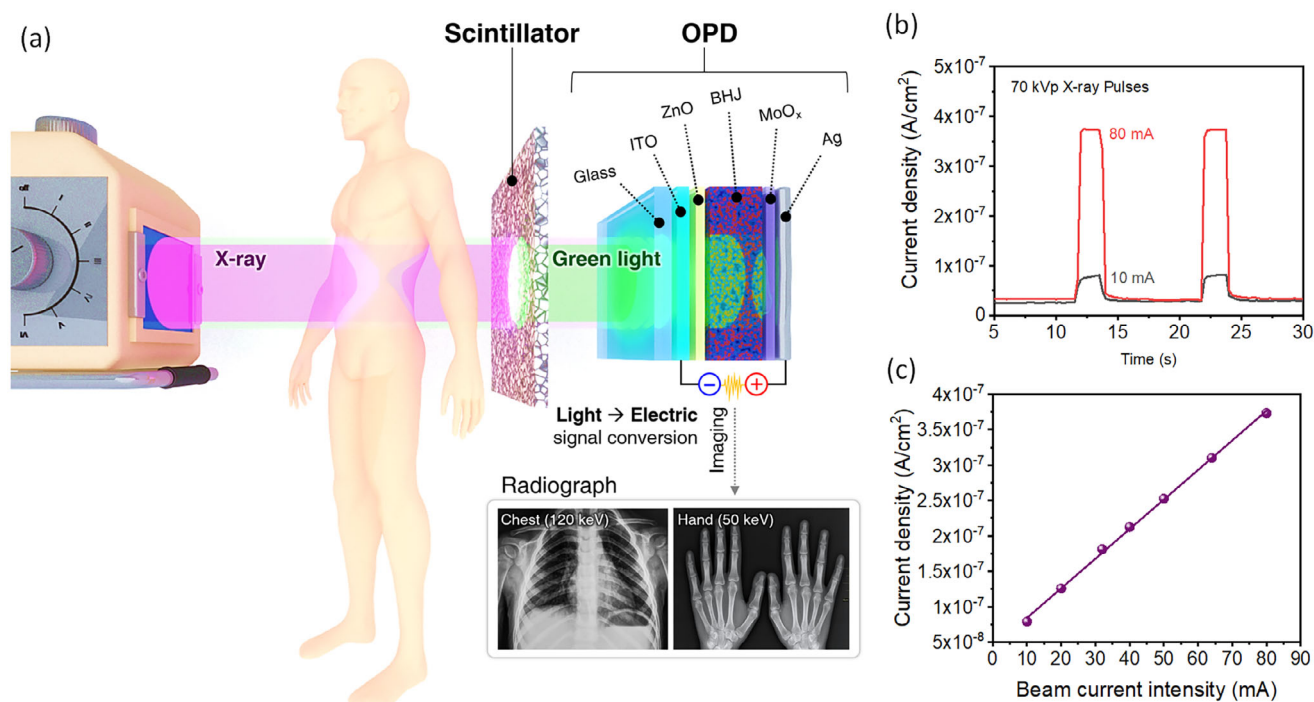 (a)
Scintillator
OPD
Glass
ITO
ZnO
BHJ
MoOₓ
Ag
off
X-ray
Green light
Light → Electric
signal conversion
Imaging
Radiograph
Chest (120 keV)
Hand (50 keV)
(b)
70 kVp X-ray Pulses
80 mA
10 mA
5x10⁻⁷
4x10⁻⁷
3x10⁻⁷
2x10⁻⁷
1x10⁻⁷
0
5 10 15 20 25 30
Current density (A/cm²)
Time (s)
(c)
4x10⁻⁷
3.5x10⁻⁷
3x10⁻⁷
2.5x10⁻⁷
2x10⁻⁷
1.5x10⁻⁷
1x10⁻⁷
5x10⁻⁸
0 10 20 30 40 50 60 70 80 90
Current density (A/cm²)
Beam current intensity (mA)